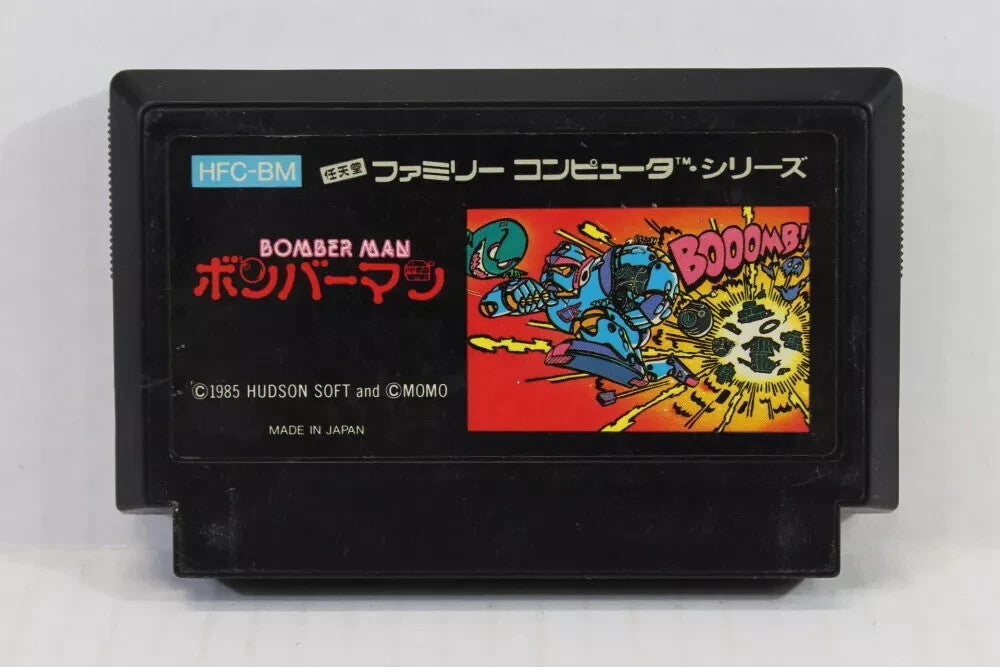 HFC-BM 任天堂 ファミリー コンピュータ™・シリーズ
BOMBER MAN
ボンバーマン
BOOOMB!
©1985 HUDSON SOFT and ©MOMO
MADE IN JAPAN